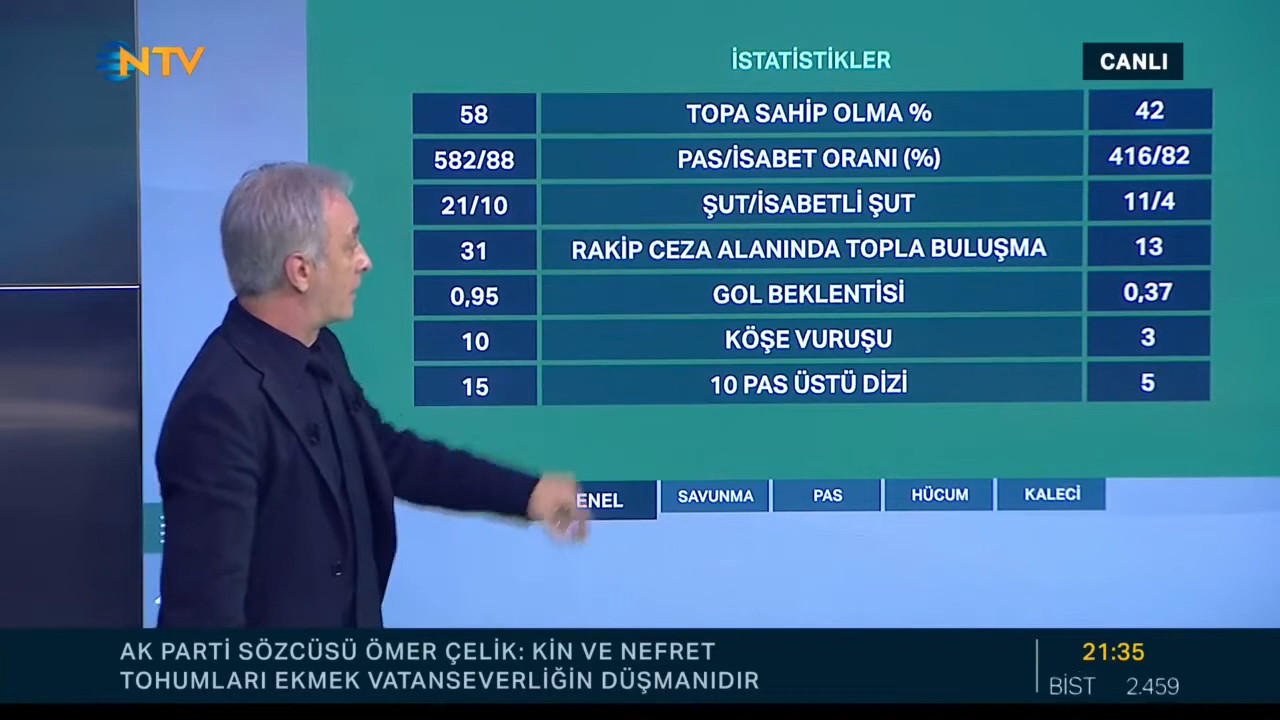 NTV
İSTATİSTİKLER
CANLI
58 TOPA SAHİP OLMA % 42
582/88 PAS/İSABET ORANI (%) 416/82
21/10 ŞUT/İSABETLİ ŞUT 11/4
31 RAKİP CEZA ALANINDA TOPLA BULUŞMA 13
0,95 GOL BEKLENTİSİ 0,37
10 KÖŞE VURUŞU 3
15 10 PAS ÜSTÜ DİZİ 5
ENEL SAVUNMA PAS HÜCUM KALECİ
AK PARTİ SÖZCÜSÜ ÖMER ÇELİK: KİN VE NEFRET
TOHUMLARI EKMEK VATANSEVERLİĞİN DÜŞMANIDIR
21:35
BİST 2.459